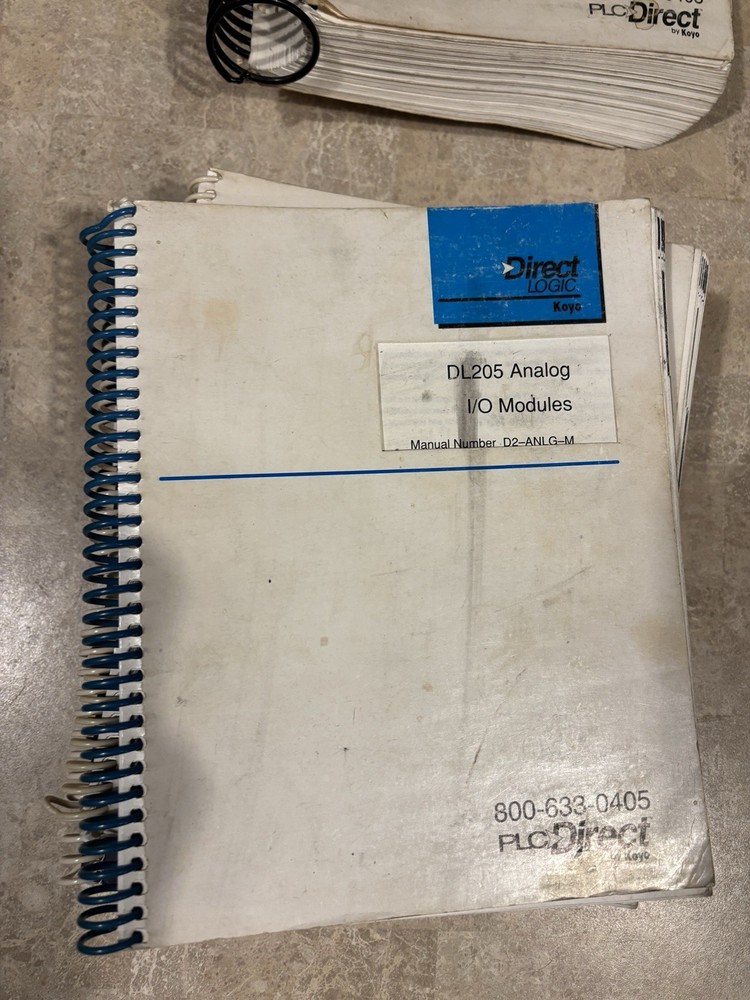 PLC Direct
by Koyo
Direct
LOGIC
Koyo
DL205 Analog
I/O Modules
Manual Number D2–ANLG–M
800-633-0405
PLC Direct
by Koyo